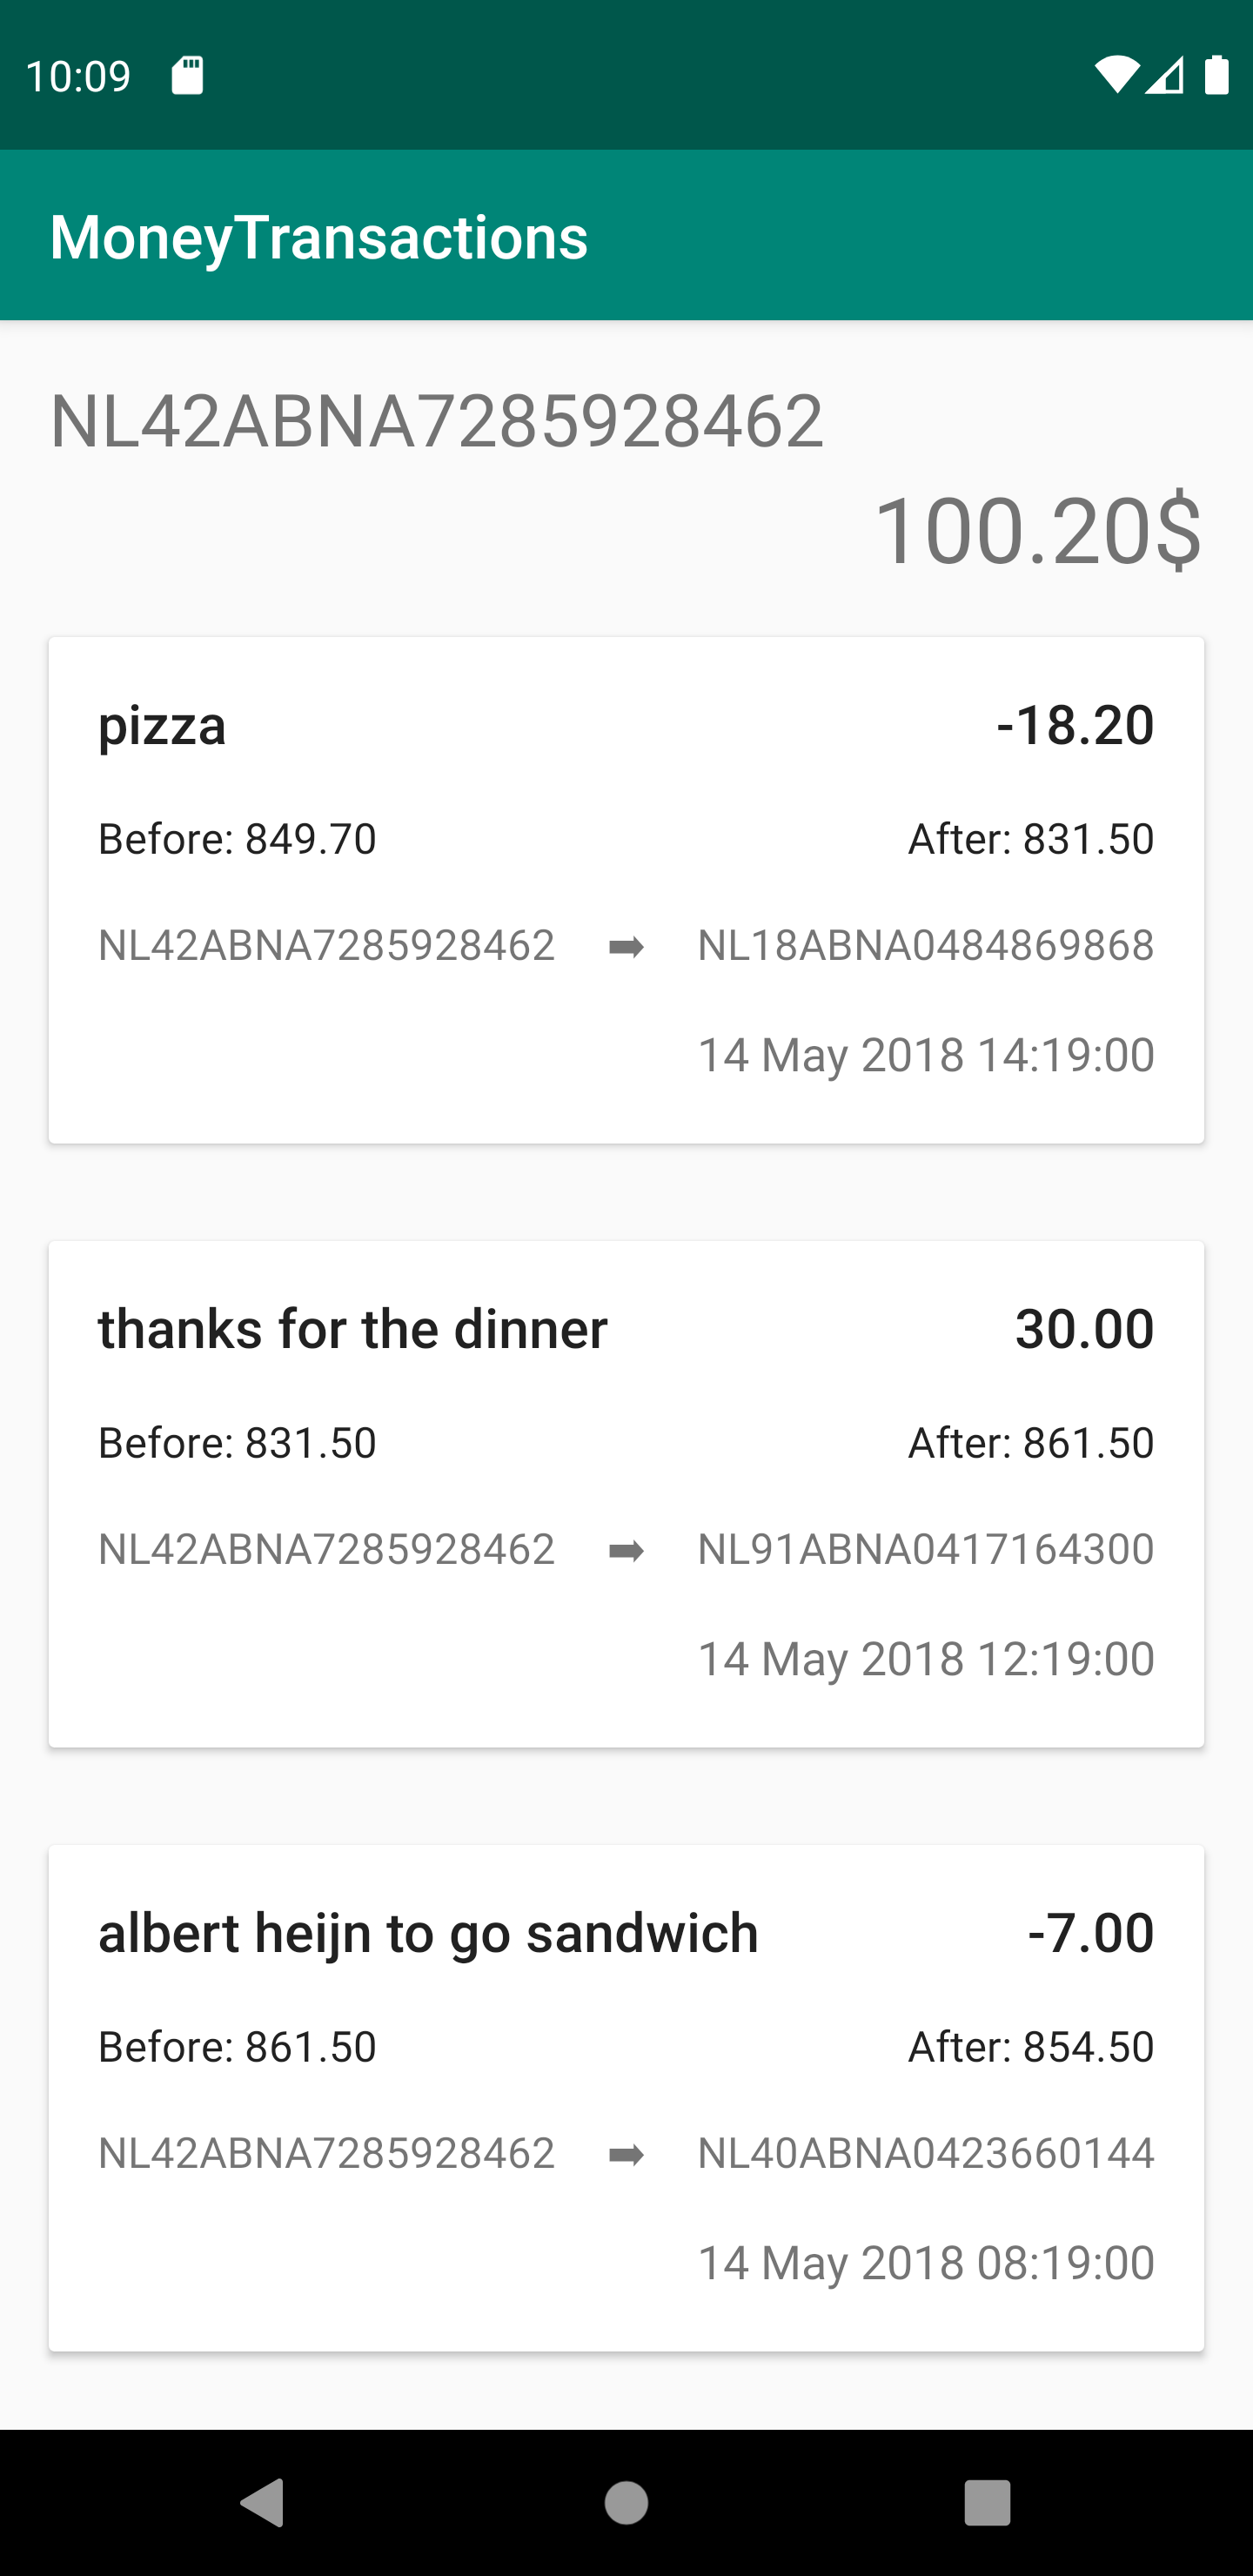 10:09
MoneyTransactions
NL42ABNA7285928462
100.20$
pizza -18.20
Before: 849.70 After: 831.50
NL42ABNA7285928462 ➡ NL18ABNA0484869868
14 May 2018 14:19:00
thanks for the dinner 30.00
Before: 831.50 After: 861.50
NL42ABNA7285928462 ➡ NL91ABNA0417164300
14 May 2018 12:19:00
albert heijn to go sandwich -7.00
Before: 861.50 After: 854.50
NL42ABNA7285928462 ➡ NL40ABNA0423660144
14 May 2018 08:19:00